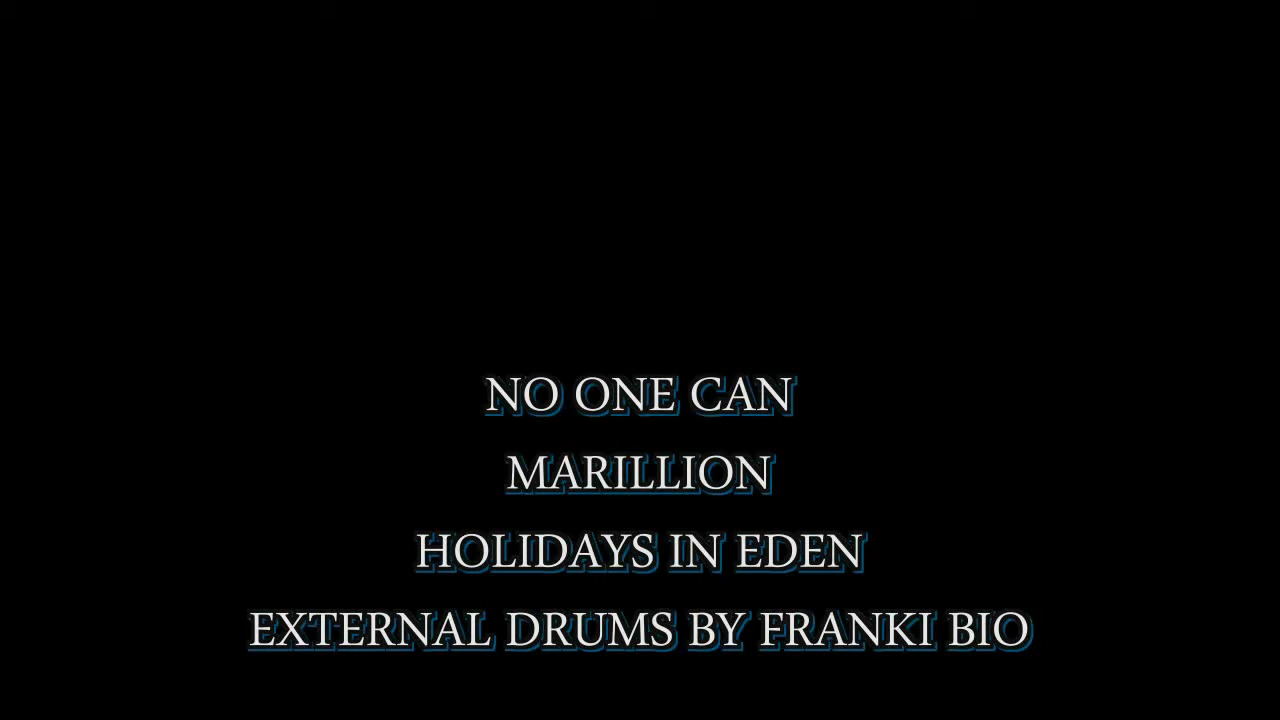 NO ONE CAN
MARILLION
HOLIDAYS IN EDEN
EXTERNAL DRUMS BY FRANKI BIO